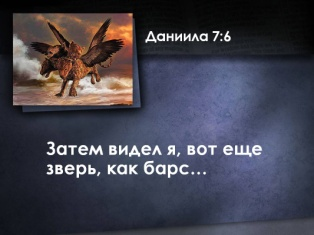 Даниила 7:6
Затем видел я, вот еще
зверь, как барс…